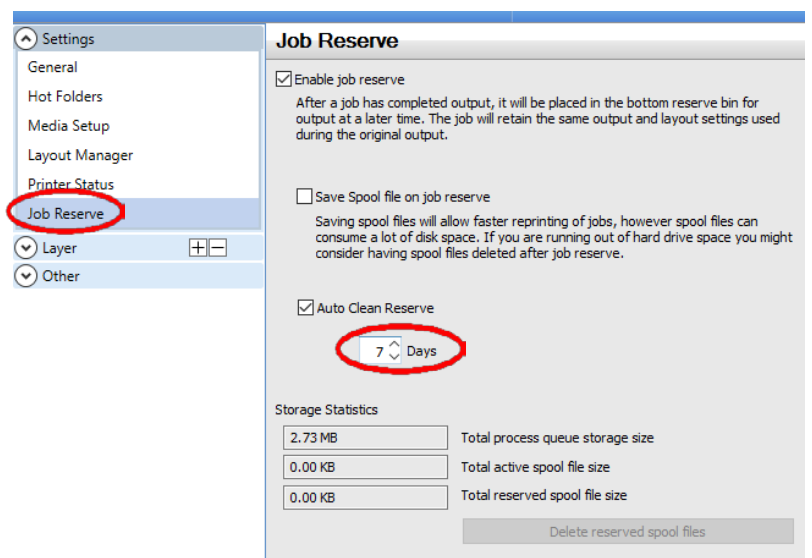 Settings
General
Hot Folders
Media Setup
Layout Manager
Printer Status
Job Reserve
Layer
Other
Job Reserve
Enable job reserve
After a job has completed output, it will be placed in the bottom reserve bin for
output at a later time. The job will retain the same output and layout settings used
during the original output.
Save Spool file on job reserve
Saving spool files will allow faster reprinting of jobs, however spool files can
consume a lot of disk space. If you are running out of hard drive space you might
consider having spool files deleted after job reserve.
Auto Clean Reserve
7 Days
Storage Statistics
2.73 MB Total process queue storage size
0.00 KB Total active spool file size
0.00 KB Total reserved spool file size
Delete reserved spool files